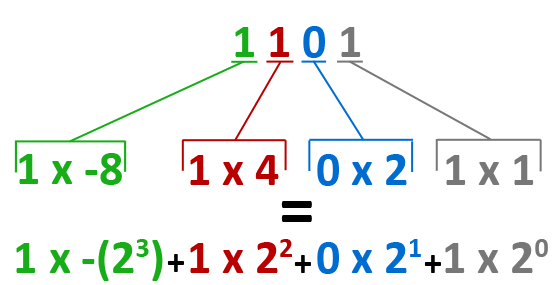 1 1 0 1
1 x -8 1 x 4 0 x 2 1 x 1
=
1 x -(2³) + 1 x 2² + 0 x 2¹ + 1 x 2⁰